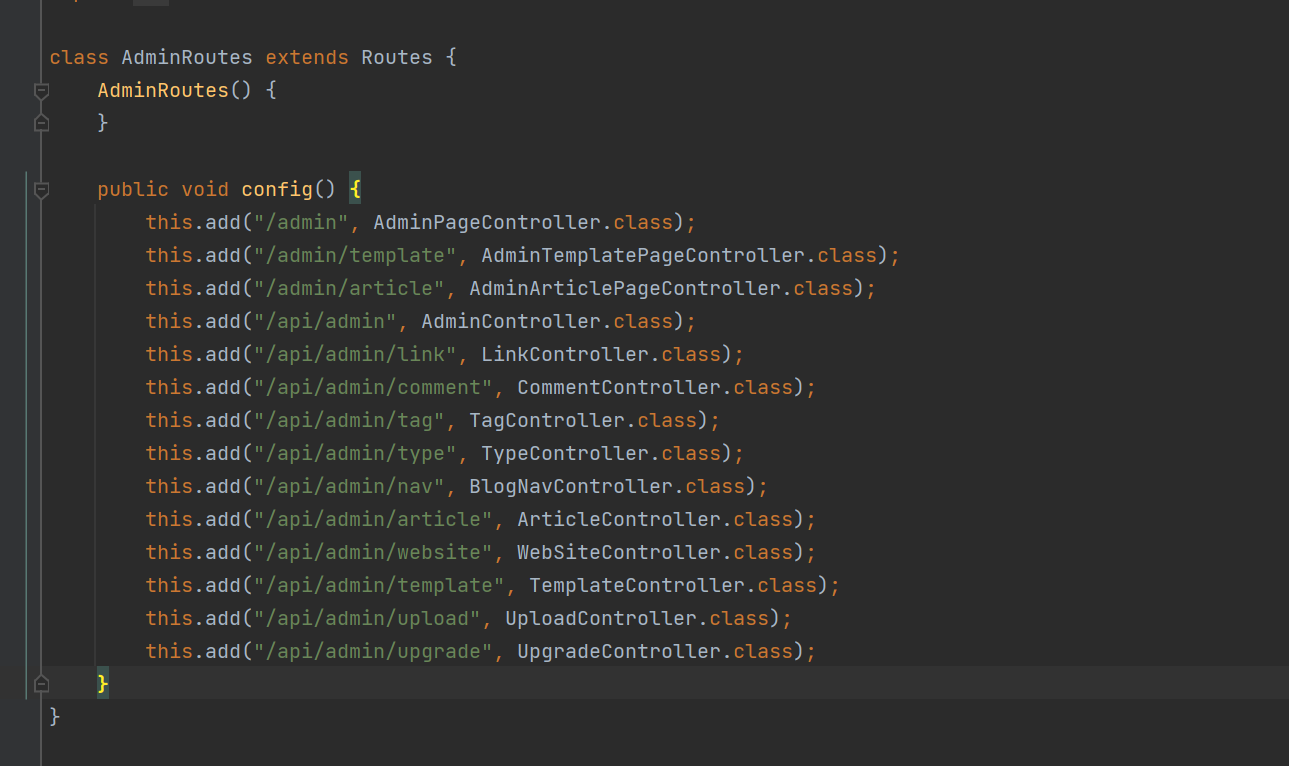 class AdminRoutes extends Routes {
    AdminRoutes() {
    }
    public void config() {
        this.add("/admin", AdminPageController.class);
        this.add("/admin/template", AdminTemplatePageController.class);
        this.add("/admin/article", AdminArticlePageController.class);
        this.add("/api/admin", AdminController.class);
        this.add("/api/admin/link", LinkController.class);
        this.add("/api/admin/comment", CommentController.class);
        this.add("/api/admin/tag", TagController.class);
        this.add("/api/admin/type", TypeController.class);
        this.add("/api/admin/nav", BlogNavController.class);
        this.add("/api/admin/article", ArticleController.class);
        this.add("/api/admin/website", WebSiteController.class);
        this.add("/api/admin/template", TemplateController.class);
        this.add("/api/admin/upload", UploadController.class);
        this.add("/api/admin/upgrade", UpgradeController.class);
    }
}